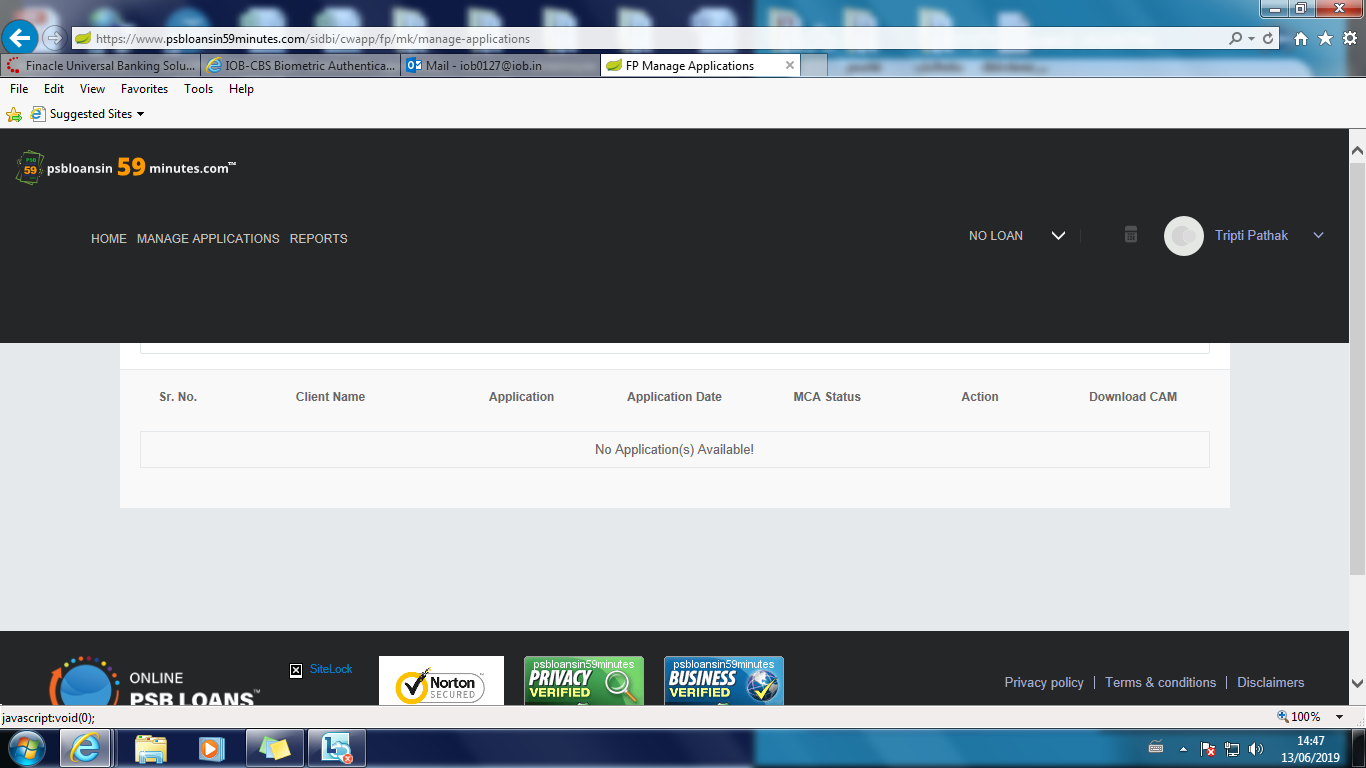 https://www.psbloansin59minutes.com/sidbi/cwapp/fp/mk/manage-applications
Finacle Universal Banking Solu... IOB-CBS Biometric Authentica... Mail - iob0127@iob.in FP Manage Applications
File Edit View Favorites Tools Help
Suggested Sites
PSB 59 psbloansin 59 minutes.com™
HOME MANAGE APPLICATIONS REPORTS NO LOAN Tripti Pathak
Sr. No. Client Name Application Application Date MCA Status Action Download CAM
No Application(s) Available!
ONLINE
PSB LOANS™
SiteLock
Norton
SECURED
psbloansin59minutes
PRIVACY
VERIFIED
psbloansin59minutes
BUSINESS
VERIFIED
Privacy policy | Terms & conditions | Disclaimers
javascript:void(0); 100%
14:47
13/06/2019